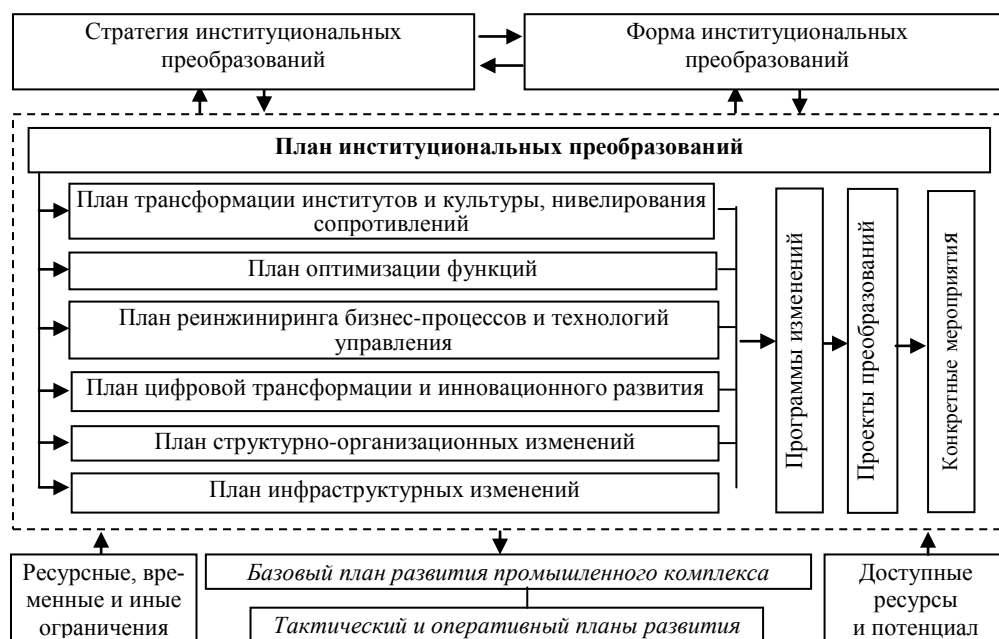 Стратегия институциональных
преобразований
Форма институциональных
преобразований
План институциональных преобразований
План трансформации институтов и культуры, нивелирования
сопротивлений
План оптимизации функций
План реинжиниринга бизнес-процессов и технологий
управления
План цифровой трансформации и инновационного развития
План структурно-организационных изменений
План инфраструктурных изменений
Программы изменений
Проекты преобразований
Конкретные мероприятия
Ресурсные, вре-
менные и иные
ограничения
Базовый план развития промышленного комплекса
Тактический и оперативный планы развития
Доступные
ресурсы
и потенциал